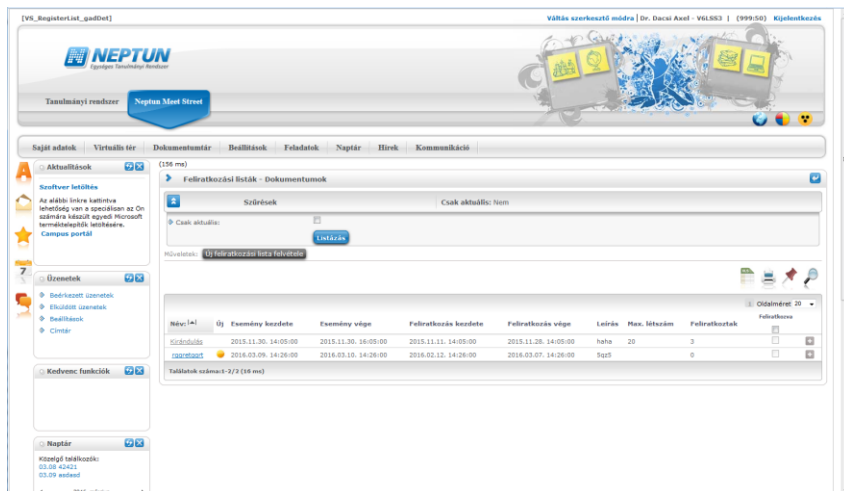 [VS_RegisterList_gadDet]
Váltás szerkesztő módra | Dr. Dacsi Axel - V6LSS3 | (999:50) Kijelentkezés
NEPTUN
Egységes Tanulmányi Rendszer
Tanulmányi rendszer Neptun Meet Street
Saját adatok Virtuális tér Dokumentumtár Beállítások Feladatok Naptár Hírek Kommunikáció
(156 ms)
Aktualitások
Szoftver letöltés
Az alábbi linkre kattintva
lehetőség van a speciálisan az Ön
számára készült egyedi Microsoft
terméktelepítők letöltésére.
Campus portál
Üzenetek
Beérkezett üzenetek
Elküldött üzenetek
Beállítások
Címtár
Kedvenc funkciók
Naptár
Közelgő találkozók:
03.08 42421
03.09 asdasd
Feliratkozási listák - Dokumentumok
Szűrések Csak aktuális: Nem
Csak aktuális:
Listázás
Műveletek: Új feliratkozási lista felvétele
Oldalméret 20
Név: Új Esemény kezdete Esemény vége Feliratkozás kezdete Feliratkozás vége Leírás Max. létszám Feliratkoztak Feliratkozva
Kirándulás 2015.11.30. 14:05:00 2015.11.30. 16:05:00 2015.11.11. 14:05:00 2015.11.28. 14:05:00 haha 20 3
2016.03.09. 14:26:00 2016.03.10. 14:26:00 2016.02.12. 14:26:00 2016.03.07. 14:26:00 0
Találatok száma:1-2/2 (16 ms)